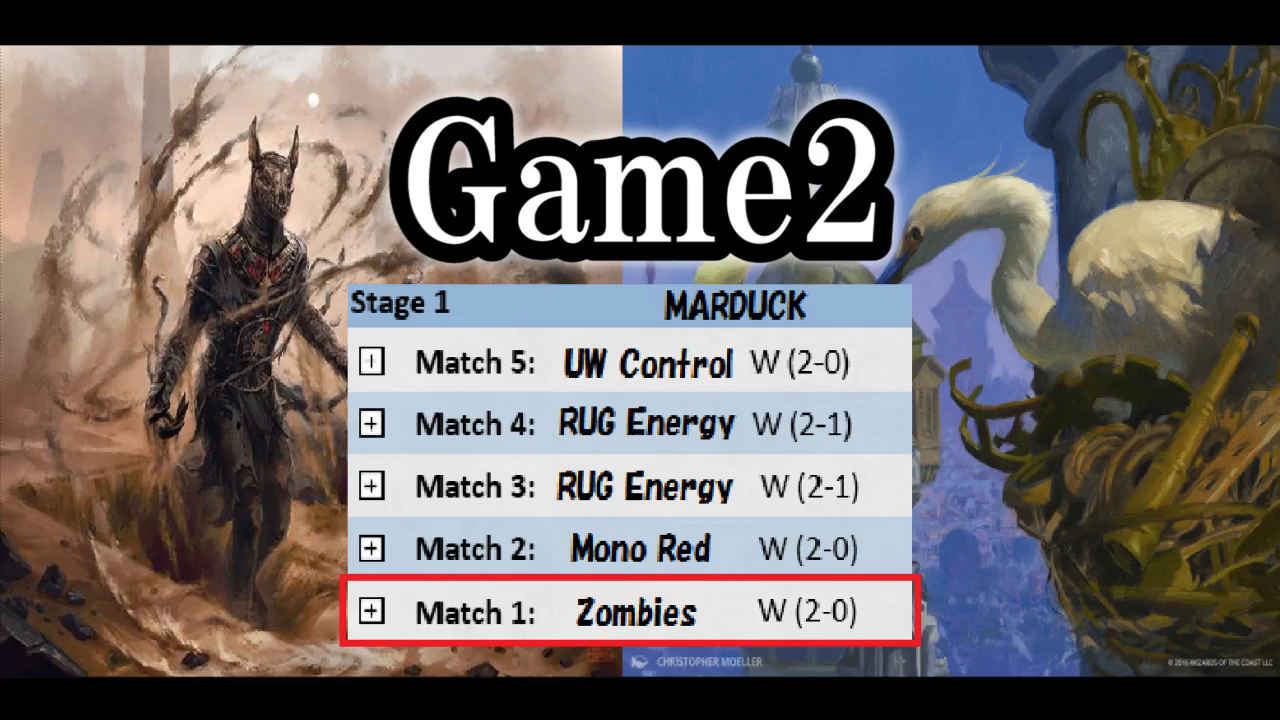 Game2
Stage 1 MARDUCK
Match 5: UW Control W (2-0)
Match 4: RUG Energy W (2-1)
Match 3: RUG Energy W (2-1)
Match 2: Mono Red W (2-0)
Match 1: Zombies W (2-0)
CHRISTOPHER MOELLER
© 2016 WIZARDS OF THE COAST LLC